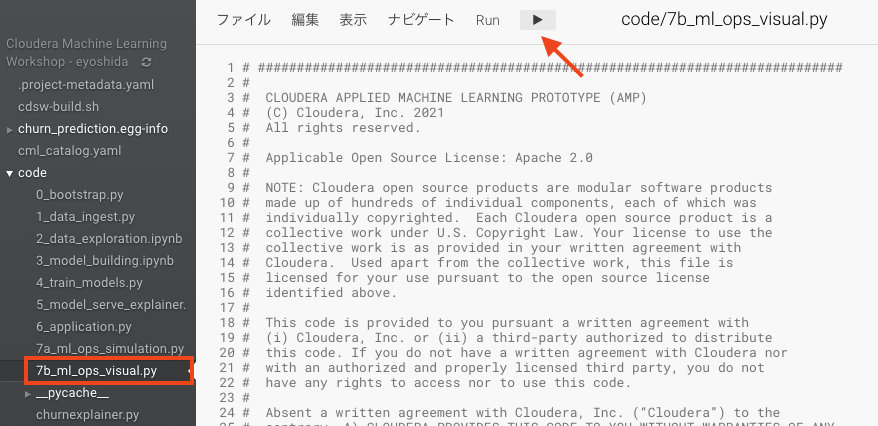 Cloudera Machine Learning
Workshop - eyoshida
.project-metadata.yaml
cdsw-build.sh
churn_prediction.egg-info
cml_catalog.yaml
code
0_bootstrap.py
1_data_ingest.py
2_data_exploration.ipynb
3_model_building.ipynb
4_train_models.py
5_model_serve_explainer.
6_application.py
7a_ml_ops_simulation.py
7b_ml_ops_visual.py
__pycache__
churnexplainer.py
ファイル 編集 表示 ナビゲート Run code/7b_ml_ops_visual.py
1 # ###########################################################################
2 #
3 #  CLOUDERA APPLIED MACHINE LEARNING PROTOTYPE (AMP)
4 #  (C) Cloudera, Inc. 2021
5 #  All rights reserved.
6 #
7 #  Applicable Open Source License: Apache 2.0
8 #
9 #  NOTE: Cloudera open source products are modular software products
10 #  made up of hundreds of individual components, each of which was
11 #  individually copyrighted.  Each Cloudera open source product is a
12 #  collective work under U.S. Copyright Law. Your license to use the
13 #  collective work is as provided in your written agreement with
14 #  Cloudera.  Used apart from the collective work, this file is
15 #  licensed for your use pursuant to the open source license
16 #  identified above.
17 #
18 #  This code is provided to you pursuant a written agreement with
19 #  (i) Cloudera, Inc. or (ii) a third-party authorized to distribute
20 #  this code. If you do not have a written agreement with Cloudera nor
21 #  with an authorized and properly licensed third party, you do not
22 #  have any rights to access nor to use this code.
23 #
24 #  Absent a written agreement with Cloudera, Inc. (“Cloudera”) to the
25 #  contrary, A) CLOUDERA PROVIDES THIS CODE TO YOU WITHOUT WARRANTIES OF ANY